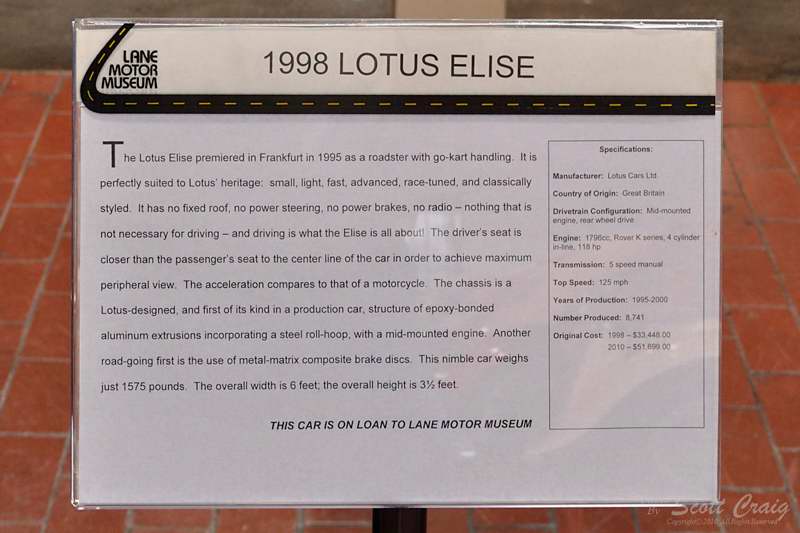 LANE
MOTOR
MUSEUM
1998 LOTUS ELISE
The Lotus Elise premiered in Frankfurt in 1995 as a roadster with go-kart handling. It is
perfectly suited to Lotus' heritage: small, light, fast, advanced, race-tuned, and classically
styled. It has no fixed roof, no power steering, no power brakes, no radio – nothing that is
not necessary for driving – and driving is what the Elise is all about! The driver's seat is
closer than the passenger's seat to the center line of the car in order to achieve maximum
peripheral view. The acceleration compares to that of a motorcycle. The chassis is a
Lotus-designed, and first of its kind in a production car, structure of epoxy-bonded
aluminum extrusions incorporating a steel roll-hoop, with a mid-mounted engine. Another
road-going first is the use of metal-matrix composite brake discs. This nimble car weighs
just 1575 pounds. The overall width is 6 feet; the overall height is 3½ feet.
THIS CAR IS ON LOAN TO LANE MOTOR MUSEUM
Specifications:
Manufacturer: Lotus Cars Ltd.
Country of Origin: Great Britain
Drivetrain Configuration: Mid-mounted
engine, rear wheel drive
Engine: 1796cc, Rover K series, 4 cylinder
in-line, 118 hp
Transmission: 5 speed manual
Top Speed: 125 mph
Years of Production: 1995-2000
Number Produced: 8,741
Original Cost: 1998 – $33,448.00
2010 – $51,899.00
By Scott Craig
Copyright© 2010 All Rights Reserved